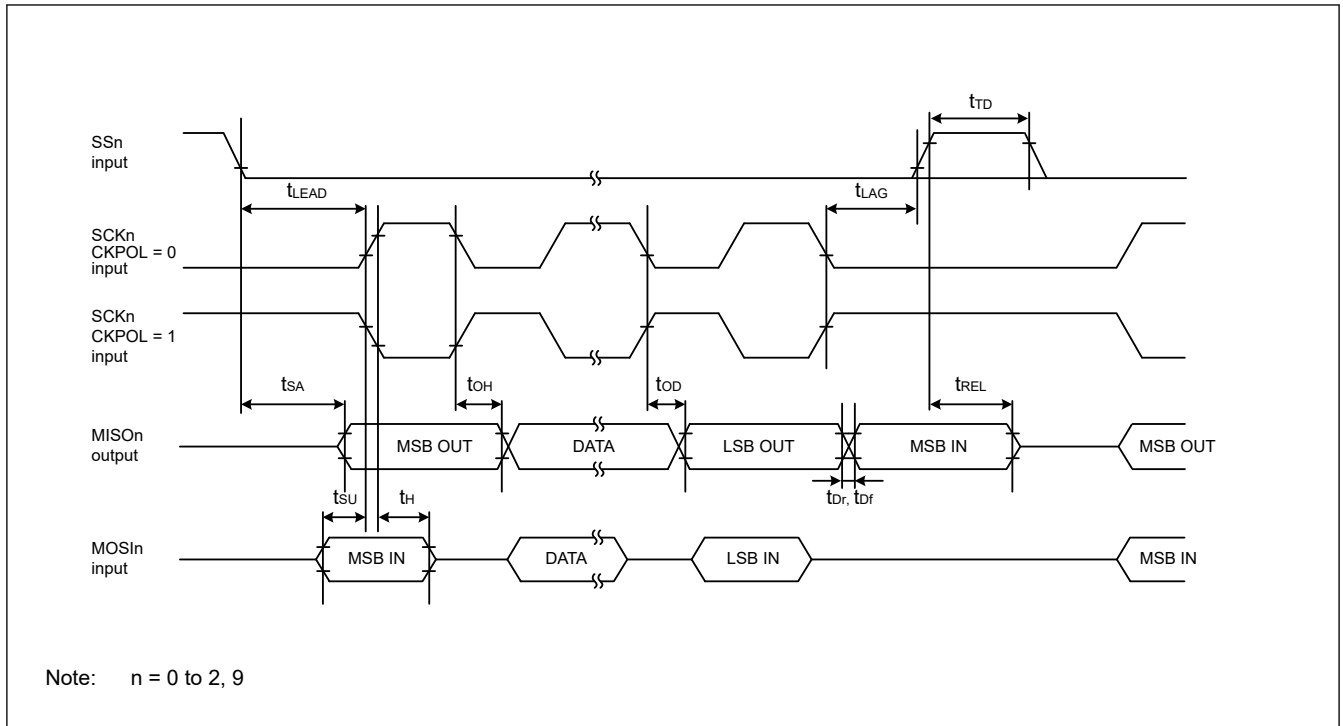 tTD
SSn
input
tLEAD
tLAG
SCKn
CKPOL = 0
input
SCKn
CKPOL = 1
input
tSA
tOH
tOD
tREL
MISOn
output
MSB OUT
DATA
LSB OUT
MSB IN
MSB OUT
tSU
tH
tDr, tDf
MOSIn
input
MSB IN
DATA
LSB IN
MSB IN
Note: n = 0 to 2, 9